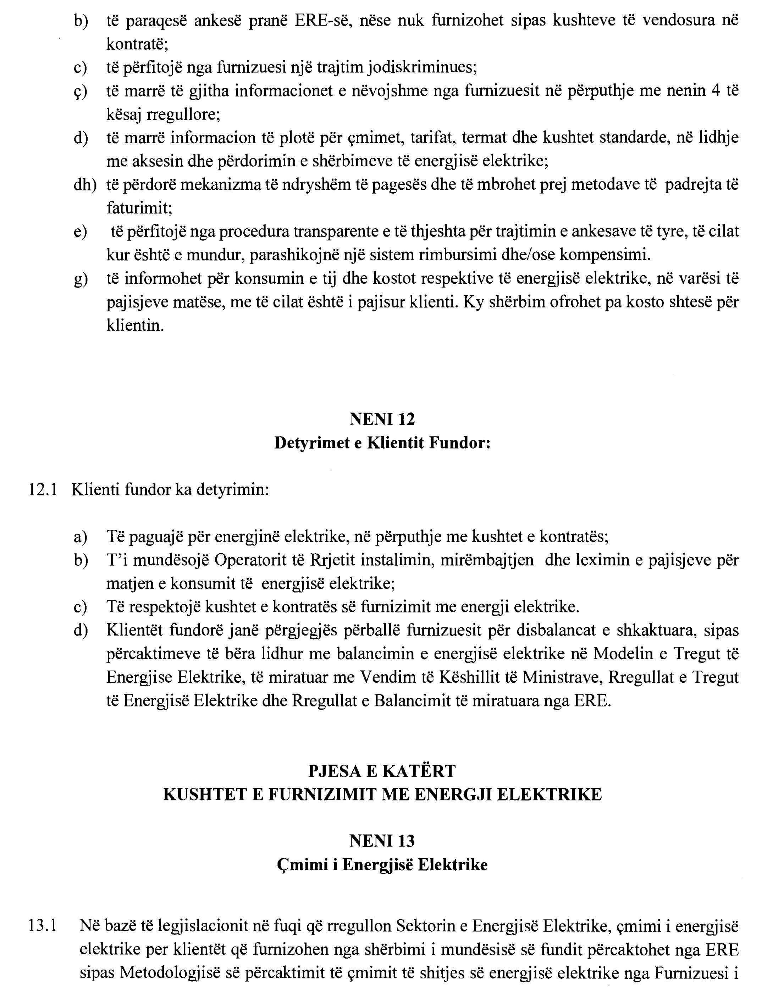 b) të paraqesë ankesë pranë ERE-së, nëse nuk furnizohet sipas kushteve të vendosura në
kontratë;
c) të përfitojë nga furnizuesi një trajtim jodiskriminues;
ç) të marrë të gjitha informacionet e nëvojshme nga furnizuesit në përputhje me nenin 4 të
kësaj rregullore;
d) të marrë informacion të plotë për çmimet, tarifat, termat dhe kushtet standarde, në lidhje
me aksesin dhe përdorimin e shërbimeve të energjisë elektrike;
dh) të përdorë mekanizma të ndryshëm të pagesës dhe të mbrohet prej metodave të padrejta të
faturimit;
e) të përfitojë nga procedura transparente e të thjeshta për trajtimin e ankesave të tyre, të cilat
kur është e mundur, parashikojnë një sistem rimbursimi dhe/ose kompensimi.
g) të informohet për konsumin e tij dhe kostot respektive të energjisë elektrike, në varësi të
pajisjeve matëse, me të cilat është i pajisur klienti. Ky shërbim ofrohet pa kosto shtesë për
klientin.
NENI 12
Detyrimet e Klientit Fundor:
12.1 Klienti fundor ka detyrimin:
a) Të paguajë për energjinë elektrike, në përputhje me kushtet e kontratës;
b) T’i mundësojë Operatorit të Rrjetit instalimin, mirëmbajtjen dhe leximin e pajisjeve për
matjen e konsumit të energjisë elektrike;
c) Të respektojë kushtet e kontratës së furnizimit me energji elektrike.
d) Klientët fundorë janë përgjegjës përballë furnizuesit për disbalancat e shkaktuara, sipas
përcaktimeve të bëra lidhur me balancimin e energjisë elektrike në Modelin e Tregut të
Energjise Elektrike, të miratuar me Vendim të Këshillit të Ministrave, Rregullat e Tregut
të Energjisë Elektrike dhe Rregullat e Balancimit të miratuara nga ERE.
PJESA E KATËRT
KUSHTET E FURNIZIMIT ME ENERGJI ELEKTRIKE
NENI 13
Çmimi i Energjisë Elektrike
13.1 Në bazë të legjislacionit në fuqi që rregullon Sektorin e Energjisë Elektrike, çmimi i energjisë
elektrike per klientët që furnizohen nga shërbimi i mundësisë së fundit përcaktohet nga ERE
sipas Metodologjisë së përcaktimit të çmimit të shitjes së energjisë elektrike nga Furnizuesi i